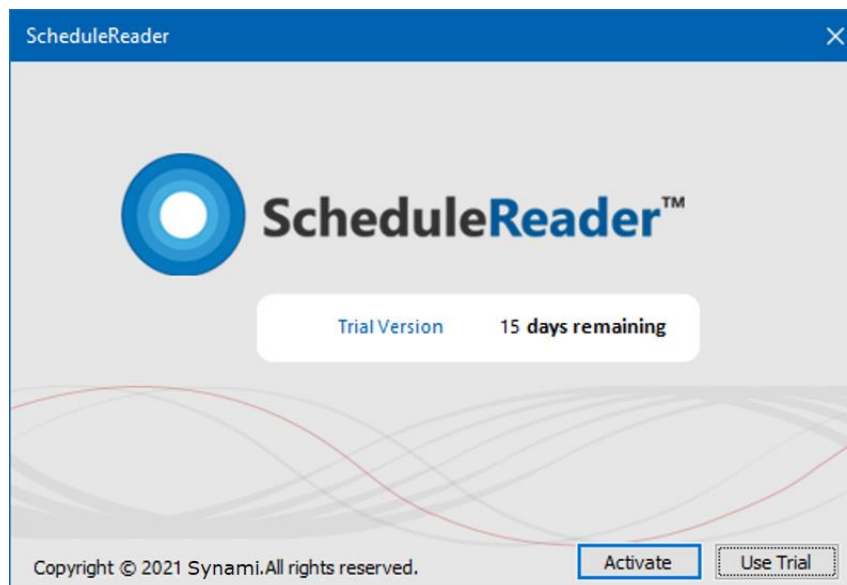 ScheduleReader
ScheduleReader™
Trial Version 15 days remaining
Copyright © 2021 Synami.All rights reserved.
Activate Use Trial